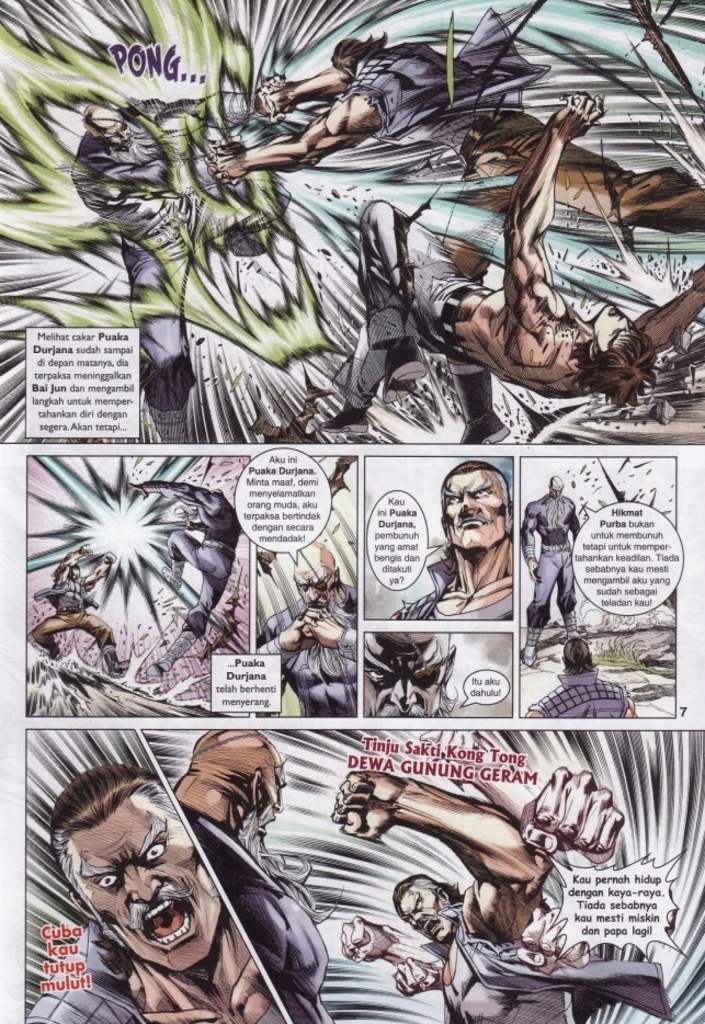 PONG...
Melihat cakar Puaka
Durjana sudah sampai
di depan matanya, dia
terpaksa meninggalkan
Bai Jun dan mengambil
langkah untuk memper-
tahankan diri dengan
segera. Akan tetapi...
Aku ini
Puaka Durjana.
Minta maaf, demi
menyelamatkan
orang muda, aku
terpaksa bertindak
dengan secara
mendadak!
...Puaka
Durjana
telah berhenti
menyerang.
Kau
ini Puaka
Durjana,
pembunuh
yang amat
bengis dan
ditakuti
ya?
Itu aku
dahulu!
Hikmat
Purba bukan
untuk membunuh
tetapi untuk memper-
tahankan keadilan. Tiada
sebabnya kau mesti
mengambil aku yang
sudah sebagai
teladan
kau!
7
Cuba
kau
tutup
mulut!
Tinju Sakti Kong Tong
DEWA GUNUNG GERAM
Kau pernah hidup
dengan kaya-raya.
Tiada sebabnya
kau mesti miskin
dan papa lagi!